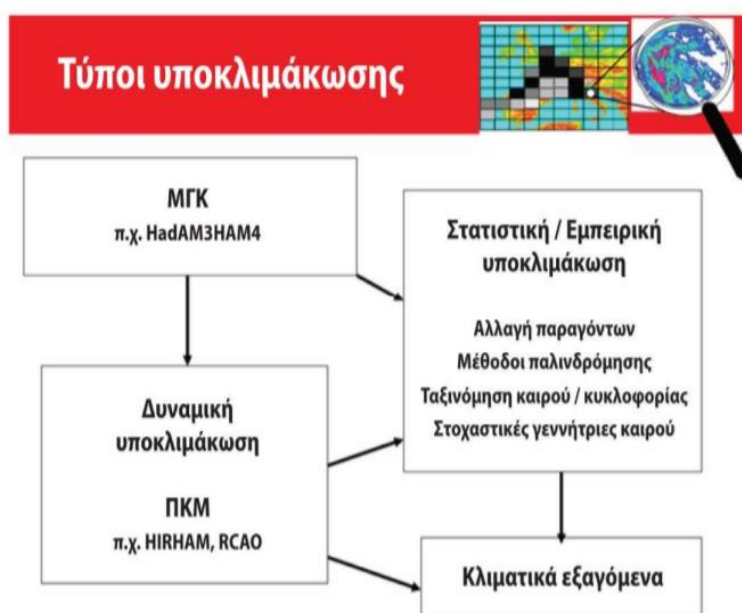 Τύποι υποκλιμάκωσης
ΜΓΚ
π.χ. HadAM3HAM4
Στατιστική / Εμπειρική
υποκλιμάκωση
Αλλαγή παραγόντων
Μέθοδοι παλινδρόμησης
Ταξινόμηση καιρού / κυκλοφορίας
Στοχαστικές γεννήτριες καιρού
Δυναμική
υποκλιμάκωση
ΠΚΜ
π.χ. HIRHAM, RCAO
Κλιματικά εξαγόμενα